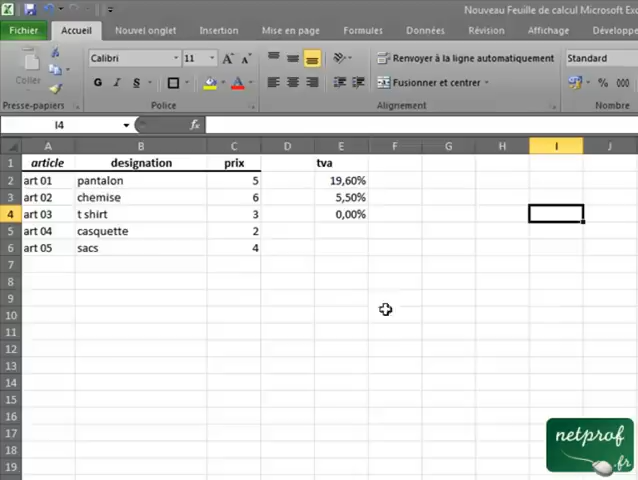 Nouveau Feuille de calcul Microsoft Exc
Fichier Accueil Nouvel onglet Insertion Mise en page Formules Données Révision Affichage Dévelop
Coller
Calibri 11 A A
Renvoyer à la ligne automatiquement
Standard
G I S A
Fusionner et centrer
% 000
Presse-papiers Police Alignement Nombre
I4 fx
A B C D E F G H I J
1 article designation prix tva
2 art 01 pantalon 5 19,60%
3 art 02 chemise 6 5,50%
4 art 03 t shirt 3 0,00%
5 art 04 casquette 2
6 art 05 sacs 4
7
8
9
10
11
12
13
14
15
16
17
18
19
netprof
.fr